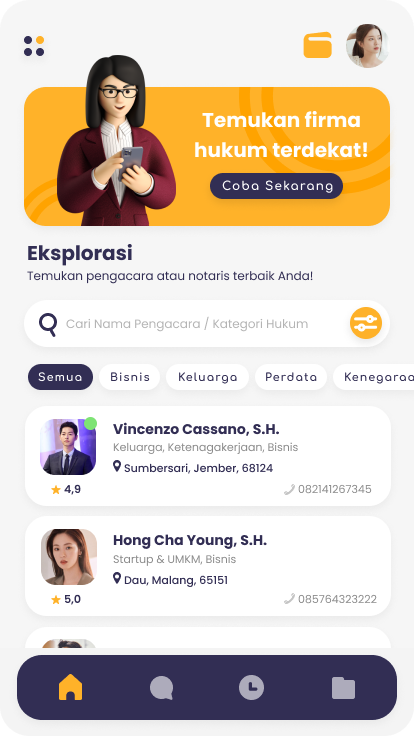 Temukan firma
hukum terdekat!
Coba Sekarang
Eksplorasi
Temukan pengacara atau notaris terbaik Anda!
Cari Nama Pengacara / Kategori Hukum
Semua
Bisnis
Keluarga
Perdata
Kenegaraa
Vincenzo Cassano, S.H.
Keluarga, Ketenagakerjaan, Bisnis
Sumbersari, Jember, 68124
4,9
082141267345
Hong Cha Young, S.H.
Startup & UMKM, Bisnis
Dau, Malang, 65151
5,0
085764323222